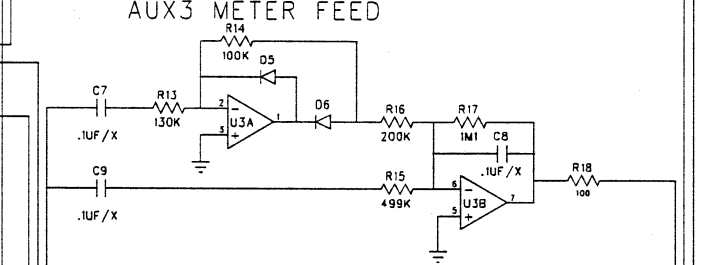 AUX3 METER FEED
R14
100K
D5
C7
R13
2
−
U3A
1
D6
R16
R17
.1UF/X
130K
3
+
200K
1M1
C8
.1UF/X
C9
R15
6
−
R18
.1UF/X
499K
U3B
7
100
5
+